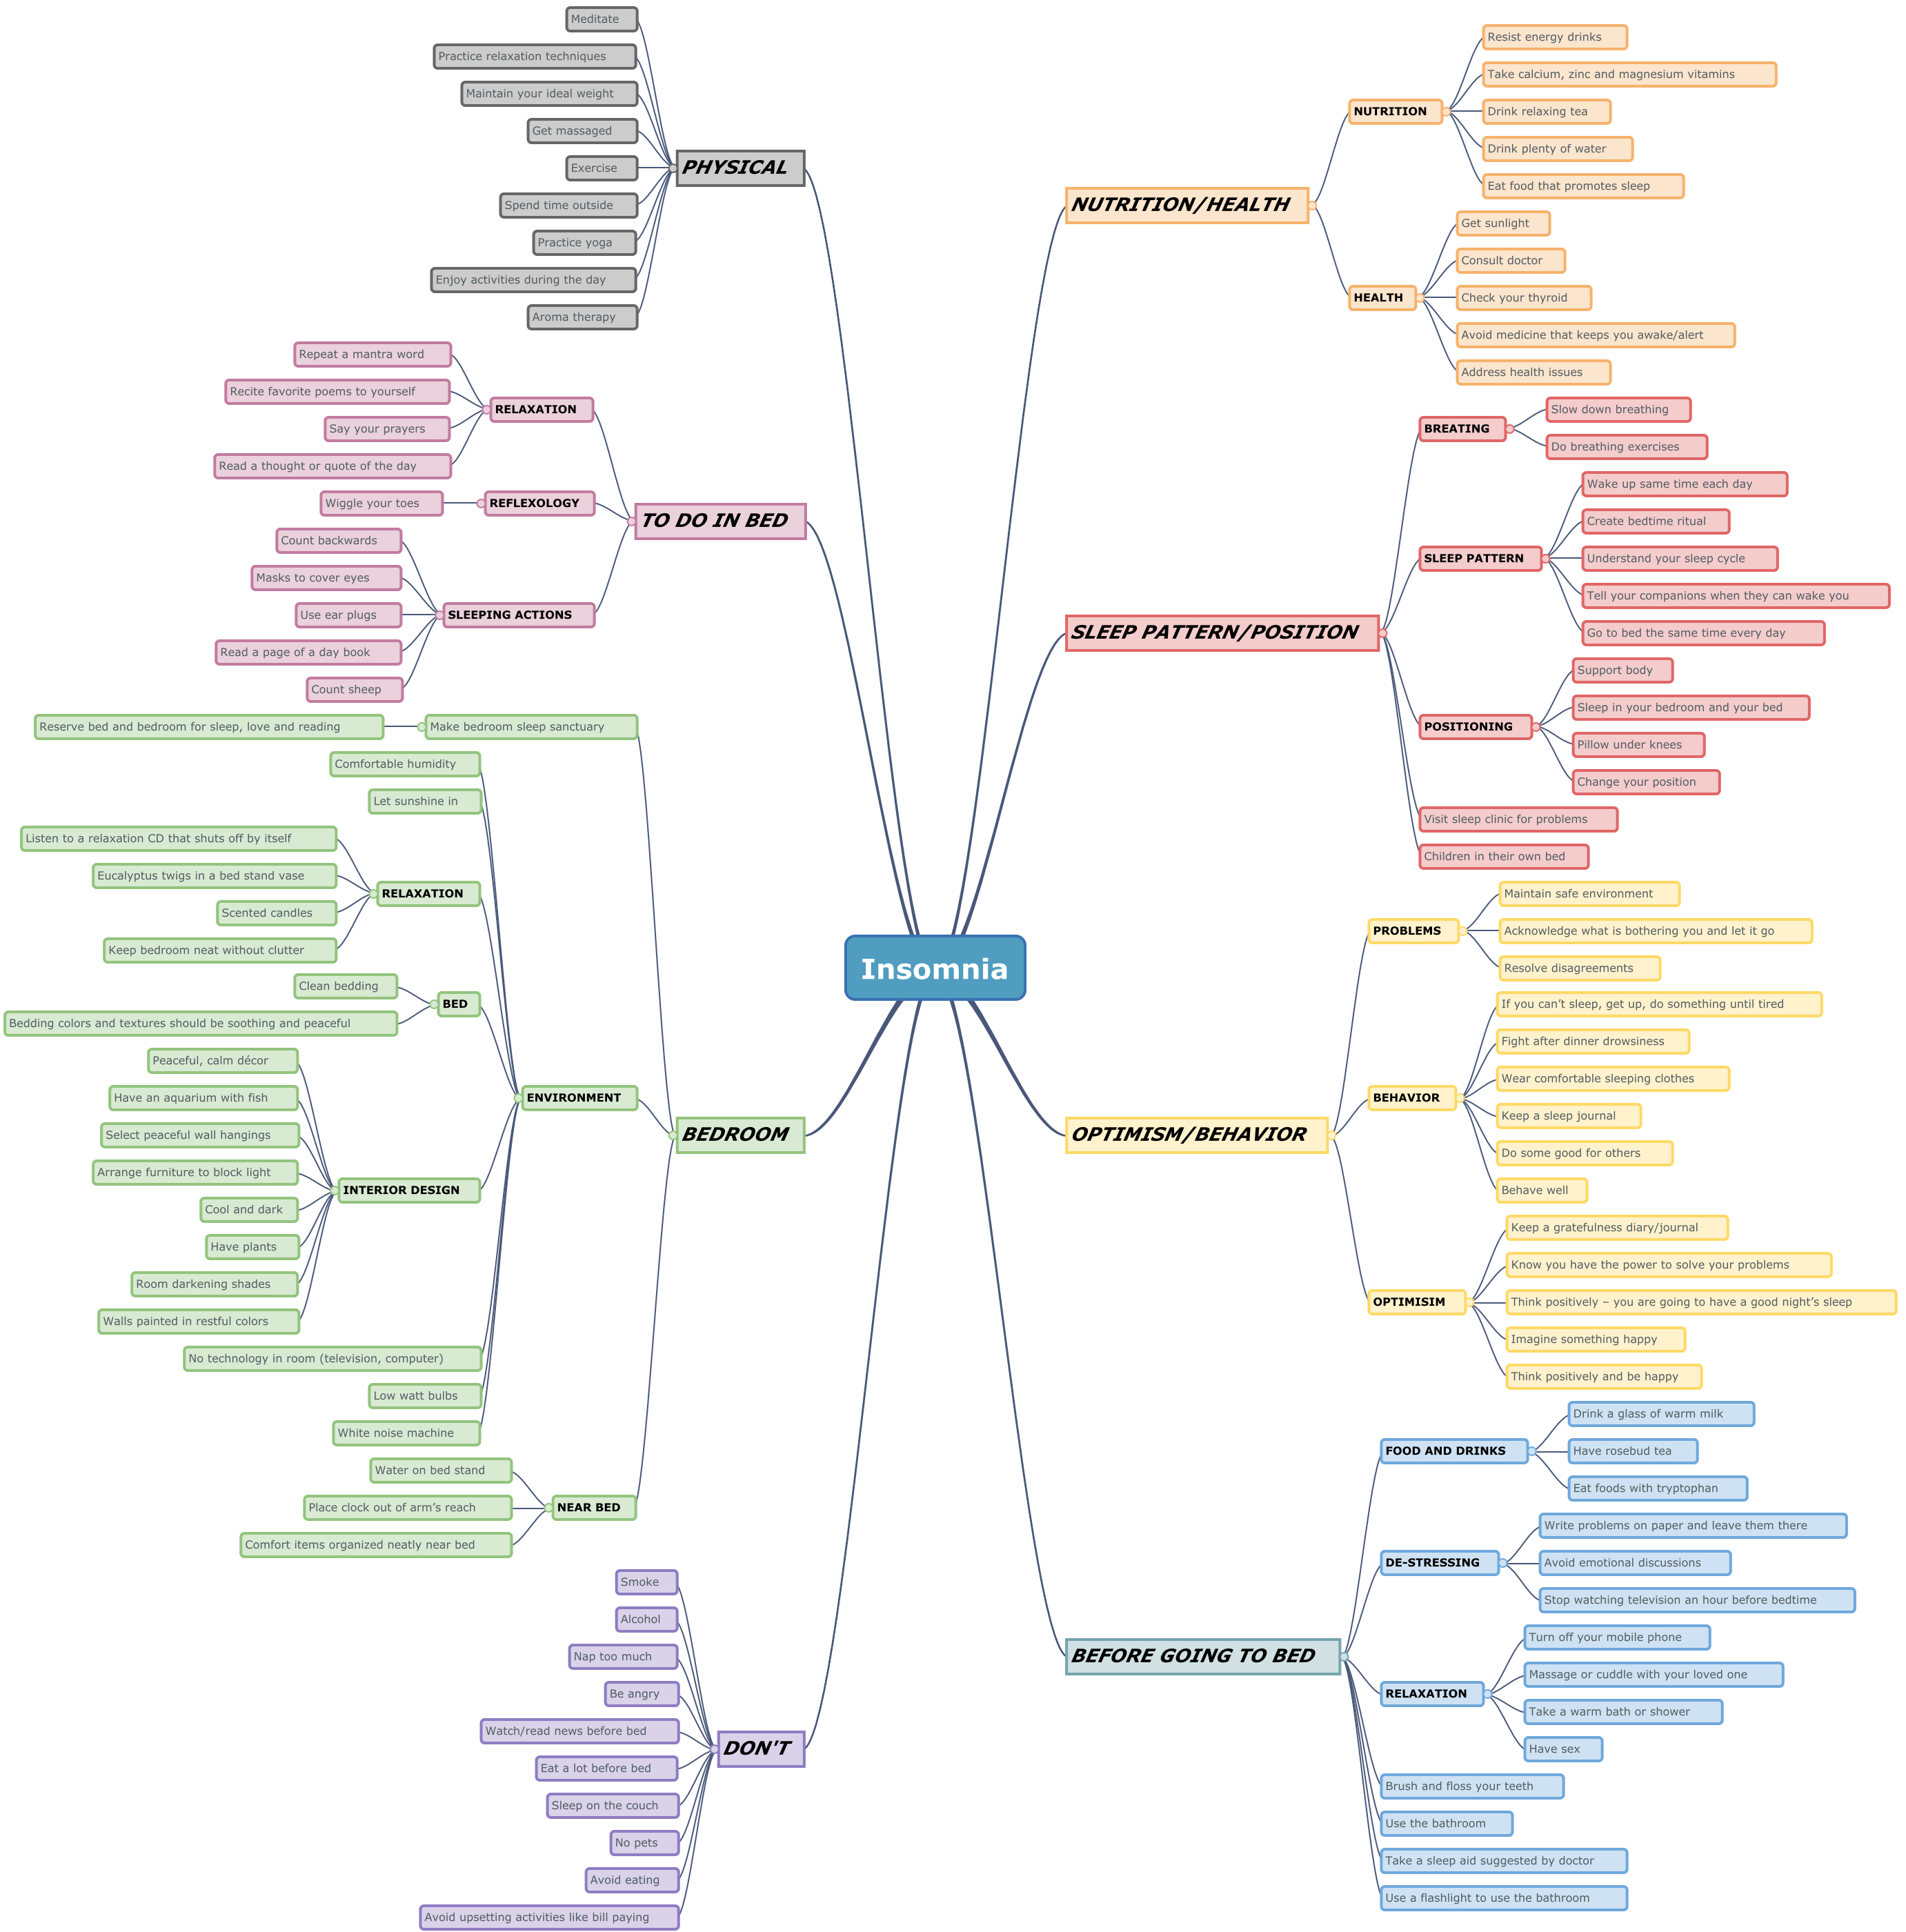 Insomnia
PHYSICAL
Meditate
Practice relaxation techniques
Maintain your ideal weight
Get massaged
Exercise
Spend time outside
Practice yoga
Enjoy activities during the day
Aroma therapy
TO DO IN BED
RELAXATION
Repeat a mantra word
Recite favorite poems to yourself
Say your prayers
Read a thought or quote of the day
REFLEXOLOGY
Wiggle your toes
SLEEPING ACTIONS
Count backwards
Masks to cover eyes
Use ear plugs
Read a page of a day book
Count sheep
BEDROOM
Make bedroom sleep sanctuary
Reserve bed and bedroom for sleep, love and reading
ENVIRONMENT
Comfortable humidity
Let sunshine in
RELAXATION
Listen to a relaxation CD that shuts off by itself
Eucalyptus twigs in a bed stand vase
Scented candles
Keep bedroom neat without clutter
BED
Clean bedding
Bedding colors and textures should be soothing and peaceful
INTERIOR DESIGN
Peaceful, calm décor
Have an aquarium with fish
Select peaceful wall hangings
Arrange furniture to block light
Cool and dark
Have plants
Room darkening shades
Walls painted in restful colors
No technology in room (television, computer)
Low watt bulbs
White noise machine
NEAR BED
Water on bed stand
Place clock out of arm’s reach
Comfort items organized neatly near bed
DON'T
Smoke
Alcohol
Nap too much
Be angry
Watch/read news before bed
Eat a lot before bed
Sleep on the couch
No pets
Avoid eating
Avoid upsetting activities like bill paying
NUTRITION/HEALTH
NUTRITION
Resist energy drinks
Take calcium, zinc and magnesium vitamins
Drink relaxing tea
Drink plenty of water
Eat food that promotes sleep
HEALTH
Get sunlight
Consult doctor
Check your thyroid
Avoid medicine that keeps you awake/alert
Address health issues
SLEEP PATTERN/POSITION
BREATING
Slow down breathing
Do breathing exercises
SLEEP PATTERN
Wake up same time each day
Create bedtime ritual
Understand your sleep cycle
Tell your companions when they can wake you
Go to bed the same time every day
POSITIONING
Support body
Sleep in your bedroom and your bed
Pillow under knees
Change your position
Visit sleep clinic for problems
Children in their own bed
OPTIMISM/BEHAVIOR
PROBLEMS
Maintain safe environment
Acknowledge what is bothering you and let it go
Resolve disagreements
BEHAVIOR
If you can’t sleep, get up, do something until tired
Fight after dinner drowsiness
Wear comfortable sleeping clothes
Keep a sleep journal
Do some good for others
Behave well
OPTIMISIM
Keep a gratefulness diary/journal
Know you have the power to solve your problems
Think positively – you are going to have a good night’s sleep
Imagine something happy
Think positively and be happy
BEFORE GOING TO BED
FOOD AND DRINKS
Drink a glass of warm milk
Have rosebud tea
Eat foods with tryptophan
DE-STRESSING
Write problems on paper and leave them there
Avoid emotional discussions
Stop watching television an hour before bedtime
RELAXATION
Turn off your mobile phone
Massage or cuddle with your loved one
Take a warm bath or shower
Have sex
Brush and floss your teeth
Use the bathroom
Take a sleep aid suggested by doctor
Use a flashlight to use the bathroom